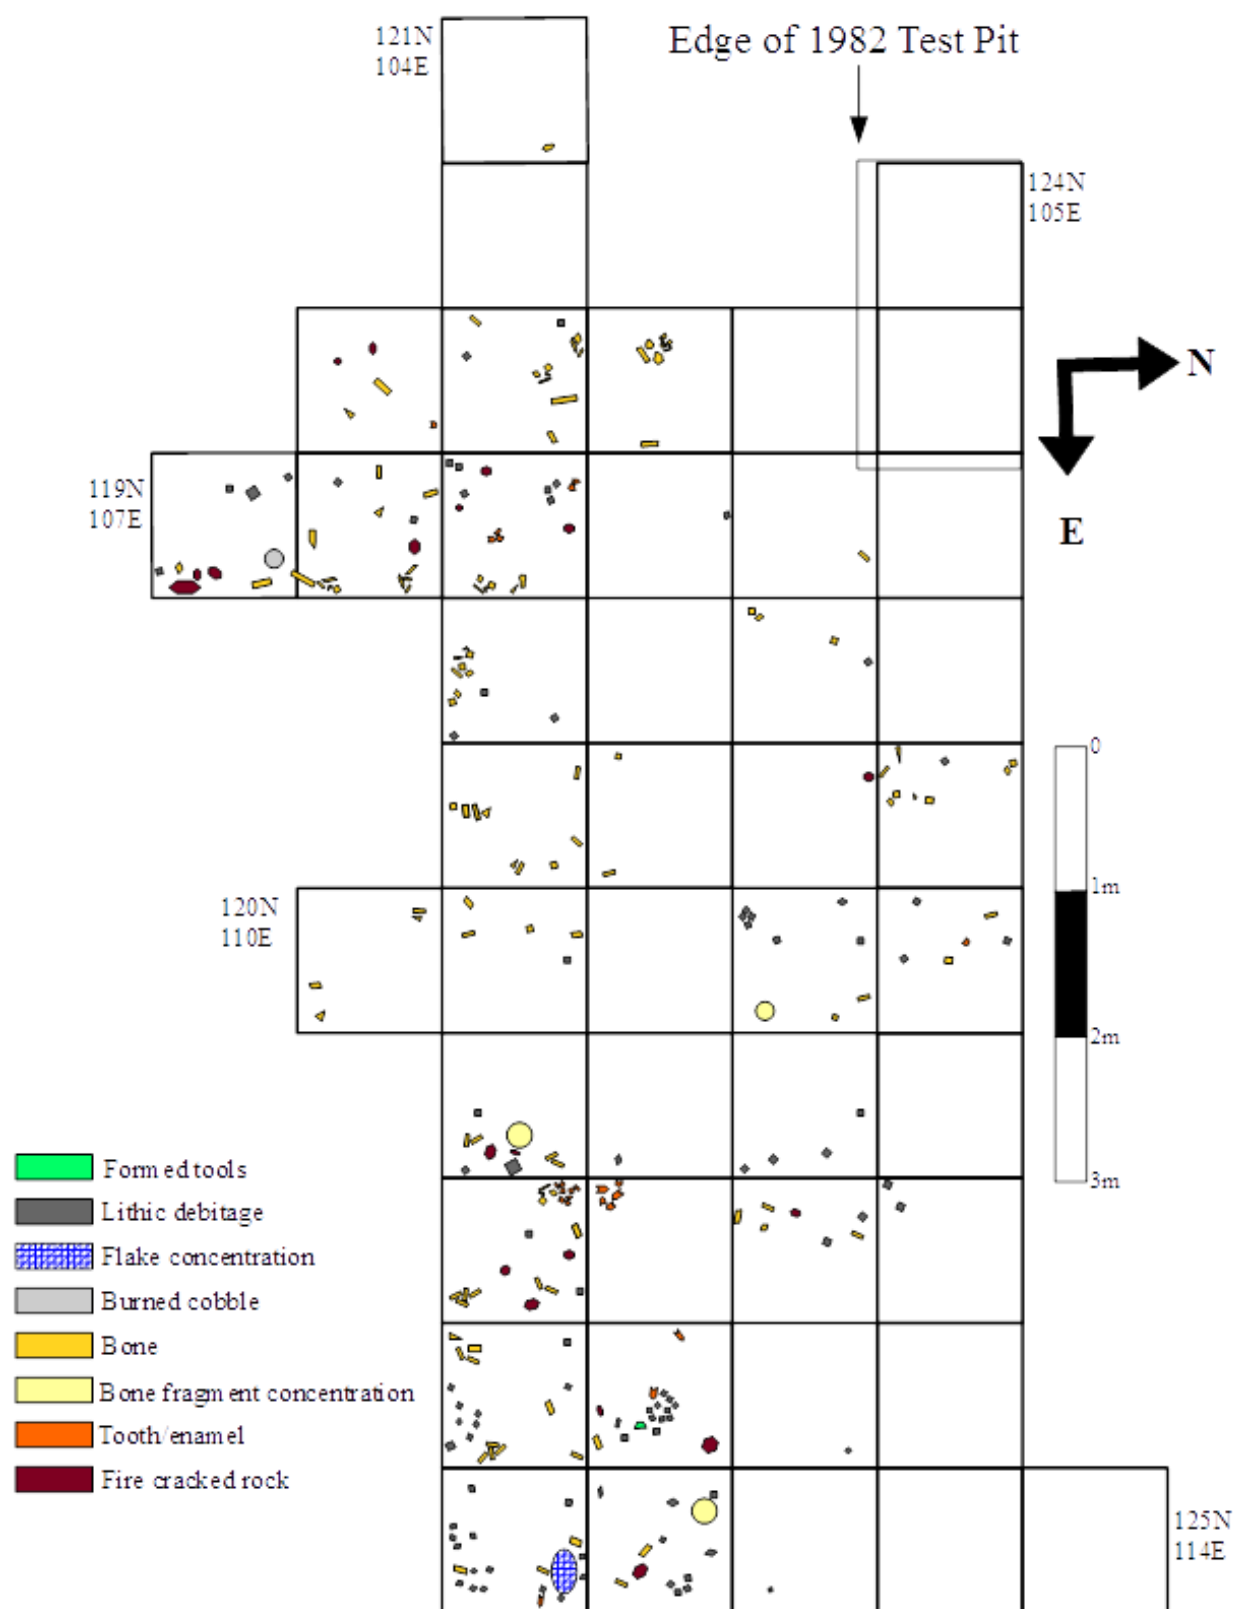 121N
104E
Edge of 1982 Test Pit
124N
105E
N
119N
107E
E
0
120N
110E
1m
2m
3m
Formed tools
Lithic debitage
Flake concentration
Burned cobble
Bone
Bone fragment concentration
Tooth/enamel
Fire cracked rock
125N
114E